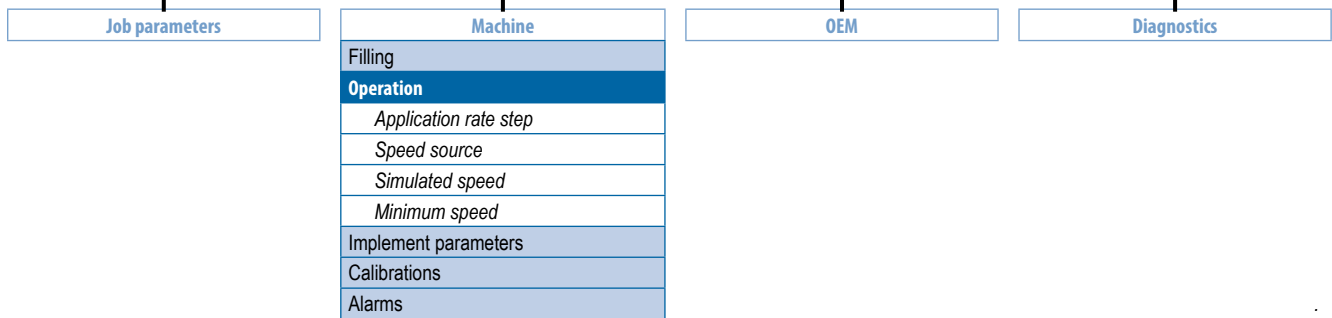 Job parameters
Machine
OEM
Diagnostics
Filling
Operation
Application rate step
Speed source
Simulated speed
Minimum speed
Implement parameters
Calibrations
Alarms
.